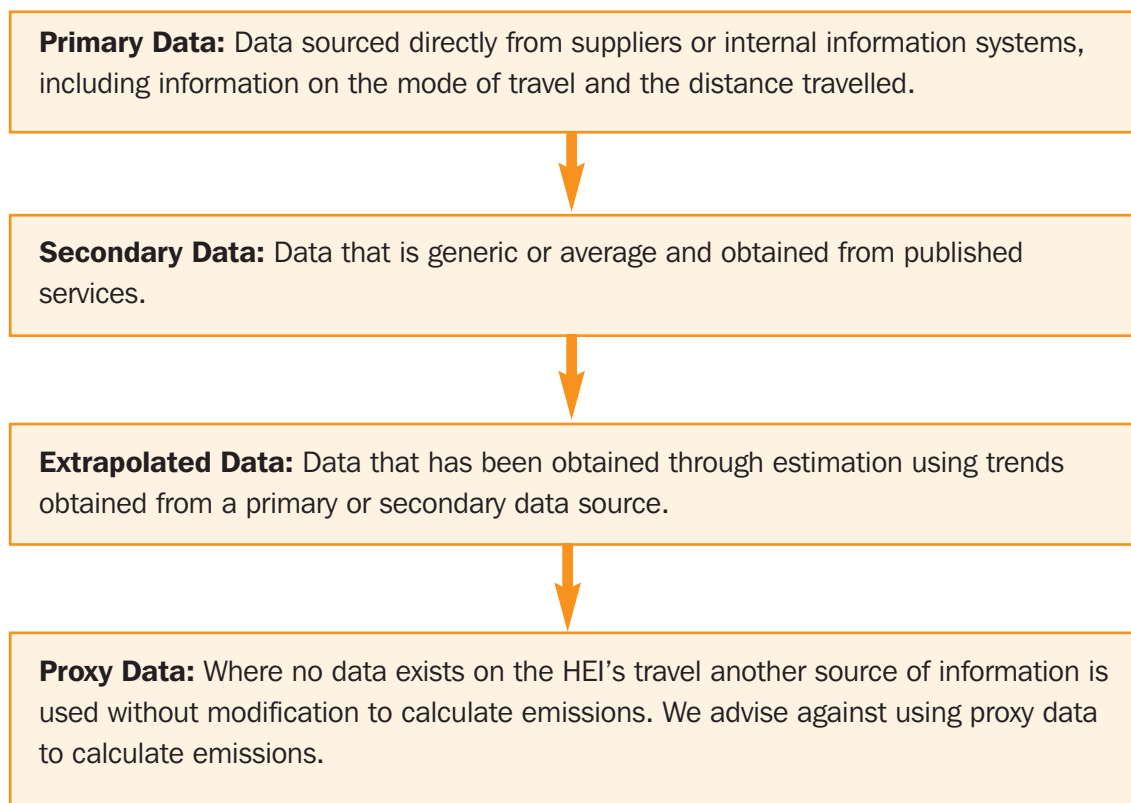 Primary Data: Data sourced directly from suppliers or internal information systems,
including information on the mode of travel and the distance travelled.
Secondary Data: Data that is generic or average and obtained from published
services.
Extrapolated Data: Data that has been obtained through estimation using trends
obtained from a primary or secondary data source.
Proxy Data: Where no data exists on the HEI's travel another source of information is
used without modification to calculate emissions. We advise against using proxy data
to calculate emissions.